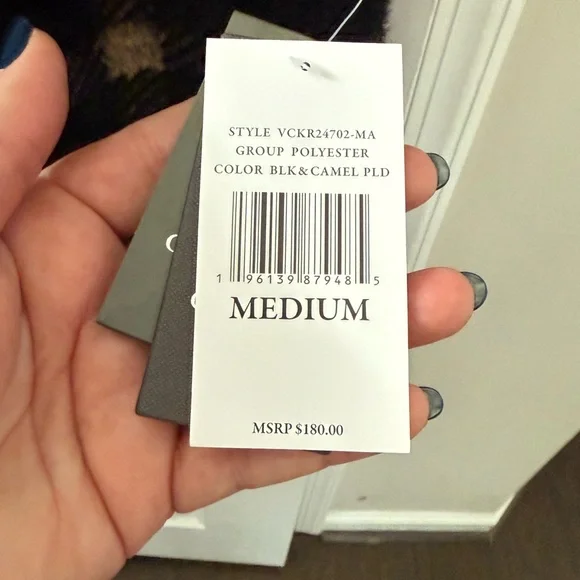 STYLE VCKR24702-MA
GROUP POLYESTER
COLOR BLK&CAMEL PLD
1 96139 87948 5
MEDIUM
MSRP $180.00